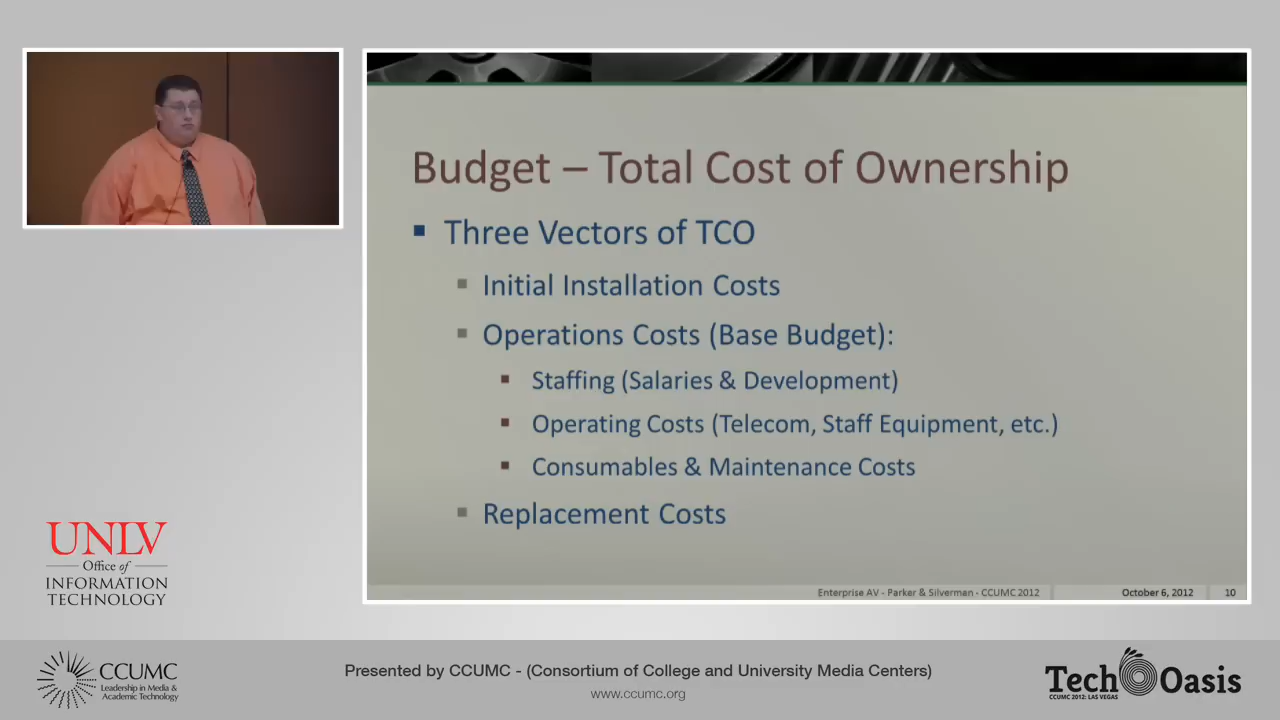 Budget – Total Cost of Ownership
Three Vectors of TCO
Initial Installation Costs
Operations Costs (Base Budget):
Staffing (Salaries & Development)
Operating Costs (Telecom, Staff Equipment, etc.)
Consumables & Maintenance Costs
Replacement Costs
Enterprise AV - Parker & Silverman - CCUMC 2012
October 6, 2012
10
UNLV
Office of
INFORMATION
TECHNOLOGY
CCUMC
Leadership in Media &
Academic Technology
Presented by CCUMC - (Consortium of College and University Media Centers)
www.ccumc.org
Tech Oasis
CCUMC 2012: LAS VEGAS